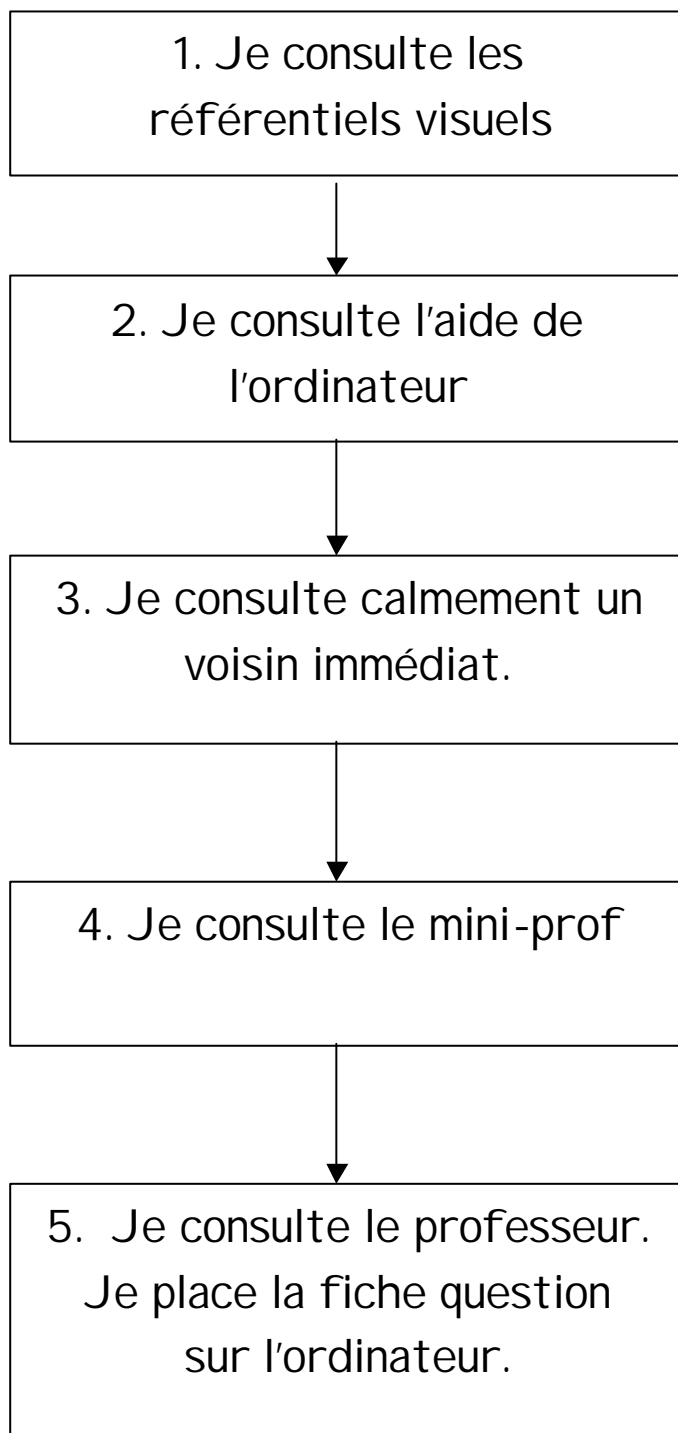 1. Je consulte les
référentiels visuels
2. Je consulte l'aide de
l'ordinateur
3. Je consulte calmement un
voisin immédiat.
4. Je consulte le mini-prof
5. Je consulte le professeur.
Je place la fiche question
sur l'ordinateur.